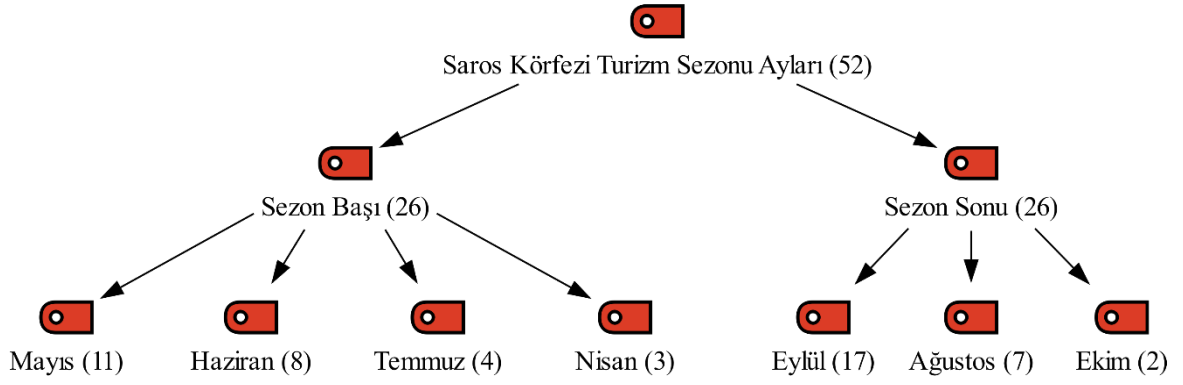 Saros Körfezi Turizm Sezonu Ayları (52)
Sezon Başı (26)
Sezon Sonu (26)
Mayıs (11)
Haziran (8)
Temmuz (4)
Nisan (3)
Eylül (17)
Ağustos (7)
Ekim (2)